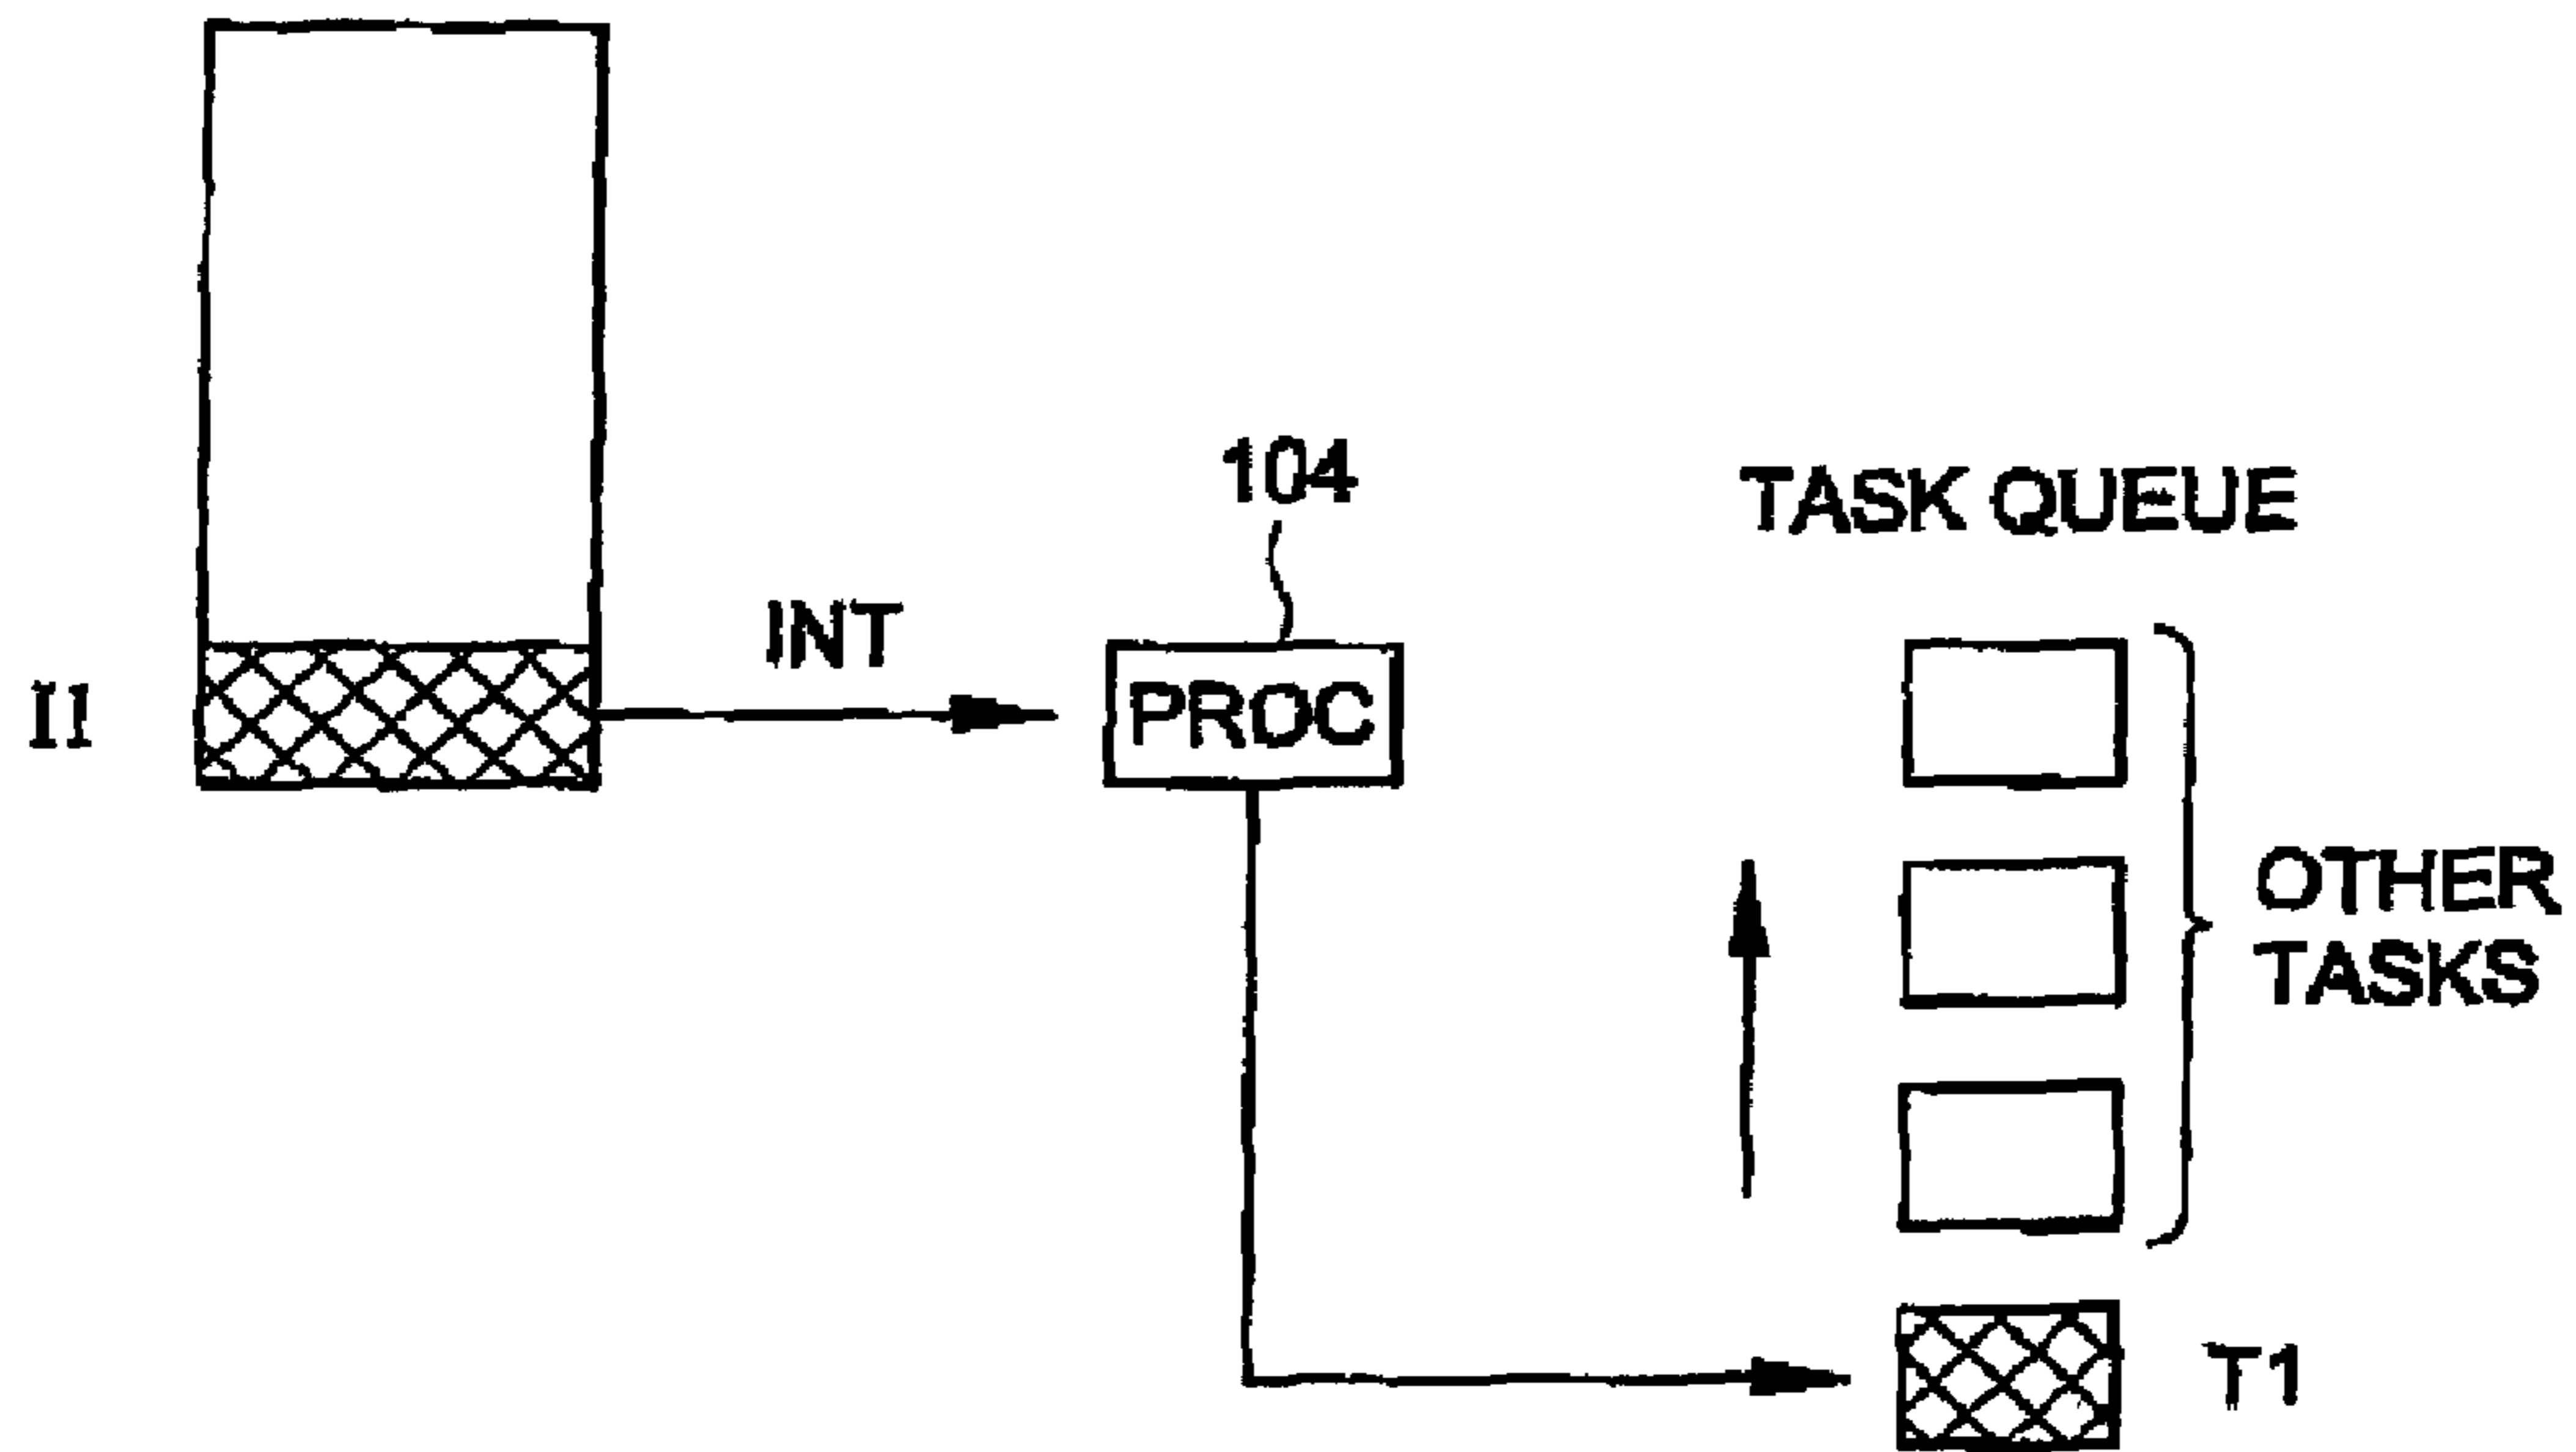 104
TASK QUEUE
INT
I1
PROC
OTHER
TASKS
T1